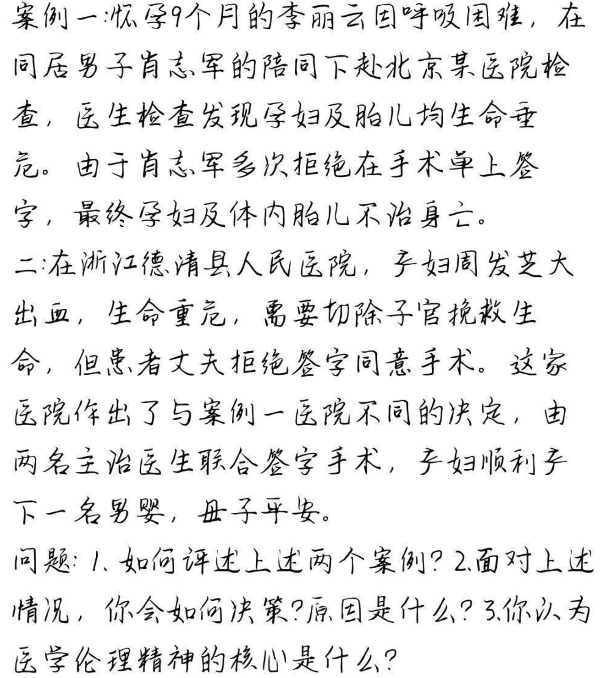 案例一:怀孕9个月的李丽云因呼吸困难，在
同居男子肖志军的陪同下赴北京某医院检
查，医生检查发现孕妇及胎儿均生命垂
危。由于肖志军多次拒绝在手术单上签
字，最终孕妇及体内胎儿不治身亡。
二:在浙江德清县人民医院，产妇周发芝大
出血，生命垂危，需要切除子宫挽救生
命，但患者丈夫拒绝签字同意手术。这家
医院作出了与案例一医院不同的决定，由
两名主治医生联合签字手术，产妇顺利产
下一名男婴，母子平安。
问题: 1. 如何评述上述两个案例? 2.面对上述
情况，你会如何决策?原因是什么? 3.你认为
医学伦理精神的核心是什么?